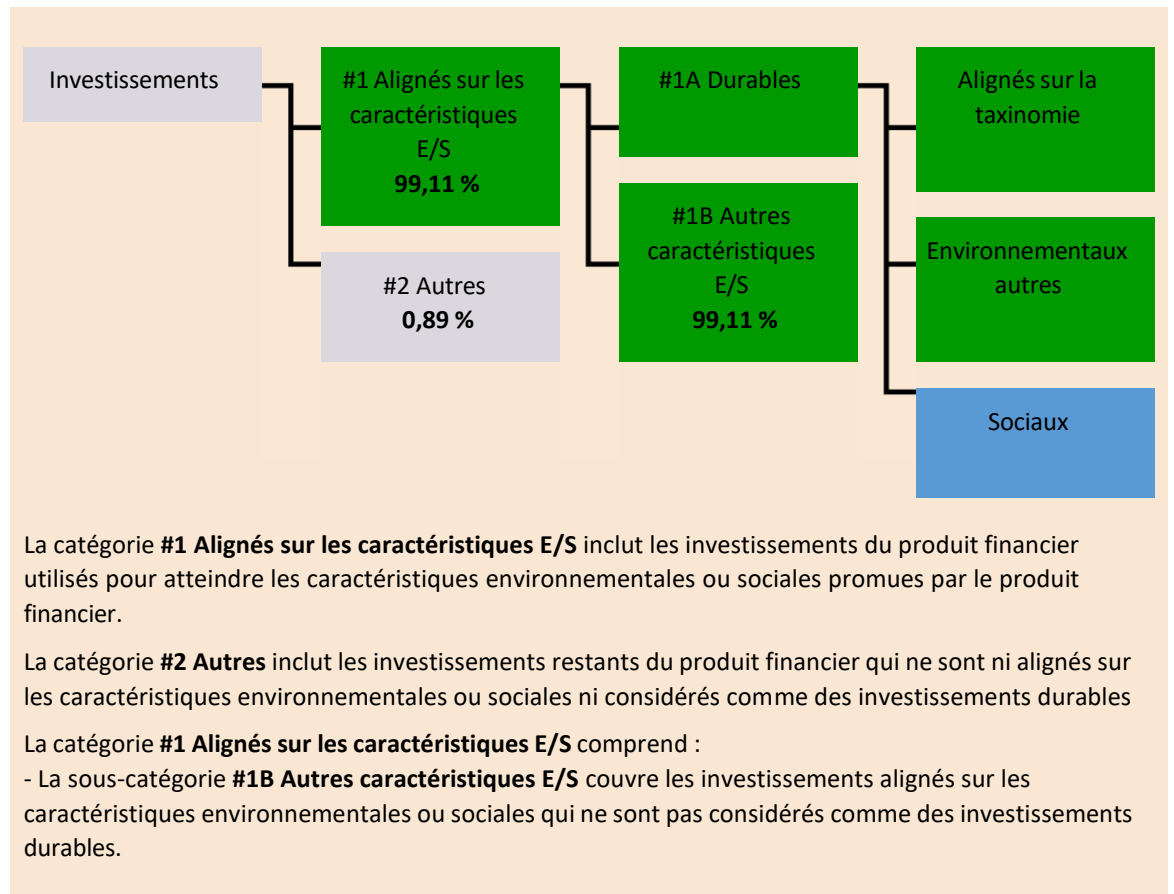 Investissements
#1 Alignés sur les
caractéristiques
E/S
99,11 %
#2 Autres
0,89 %
#1A Durables
#1B Autres
caractéristiques
E/S
99,11 %
Alignés sur la
taxinomie
Environnementaux
autres
Sociaux
La catégorie #1 Alignés sur les caractéristiques E/S inclut les investissements du produit financier
utilisés pour atteindre les caractéristiques environnementales ou sociales promues par le produit
financier.
La catégorie #2 Autres inclut les investissements restants du produit financier qui ne sont ni alignés sur
les caractéristiques environnementales ou sociales ni considérés comme des investissements durables
La catégorie #1 Alignés sur les caractéristiques E/S comprend :
- La sous-catégorie #1B Autres caractéristiques E/S couvre les investissements alignés sur les
caractéristiques environnementales ou sociales qui ne sont pas considérés comme des investissements
durables.